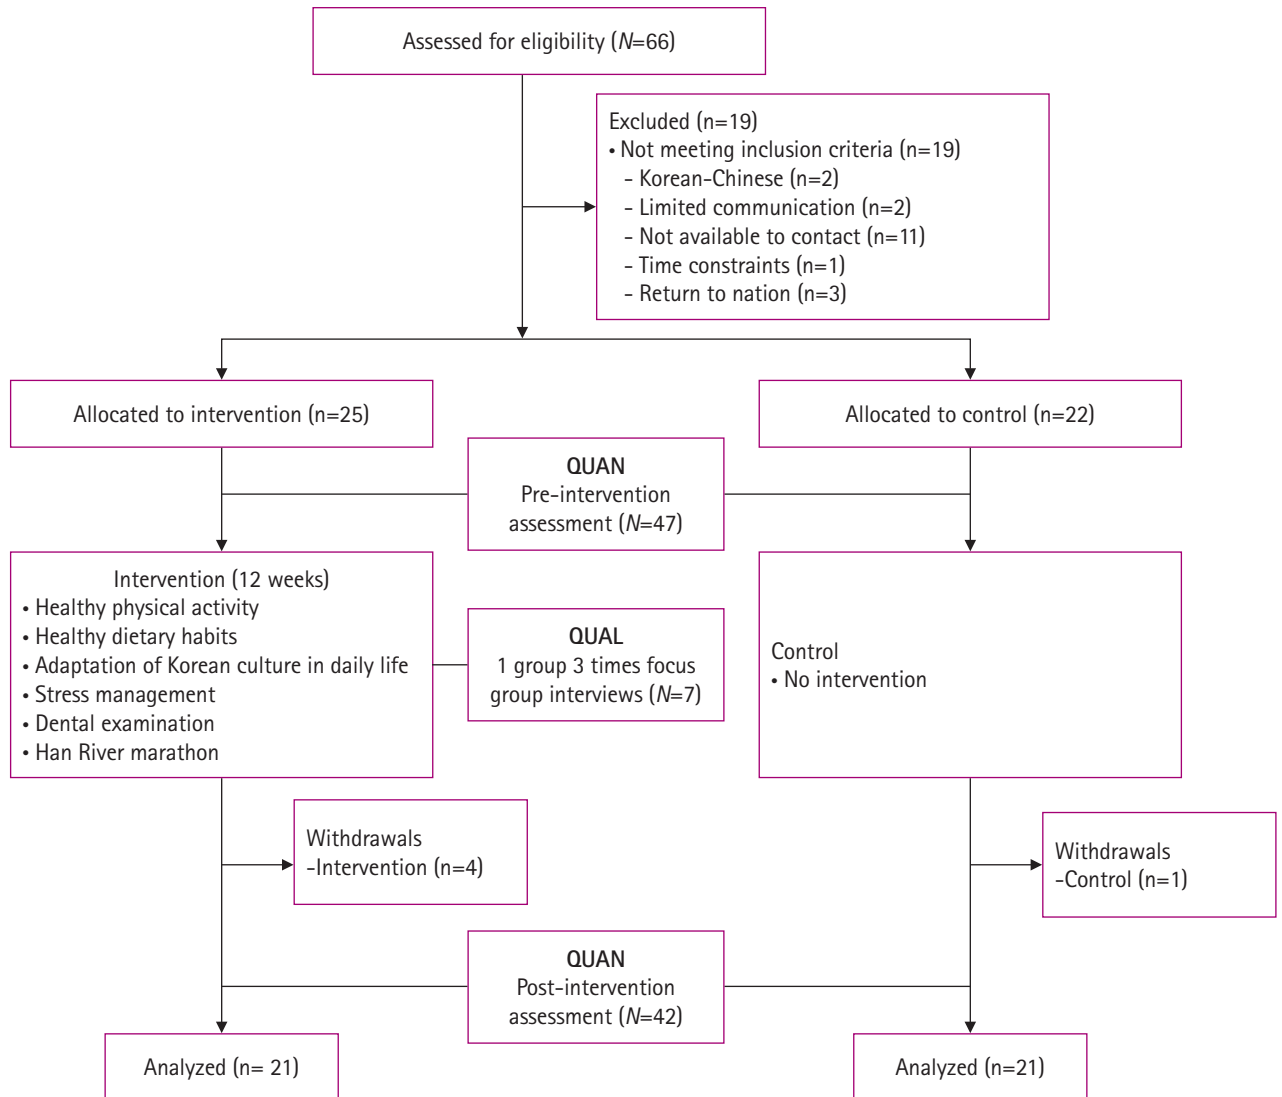 Assessed for eligibility (N=66)
Excluded (n=19)
• Not meeting inclusion criteria (n=19)
- Korean-Chinese (n=2)
- Limited communication (n=2)
- Not available to contact (n=11)
- Time constraints (n=1)
- Return to nation (n=3)
Allocated to intervention (n=25)
Allocated to control (n=22)
QUAN
Pre-intervention
assessment (N=47)
Intervention (12 weeks)
• Healthy physical activity
• Healthy dietary habits
• Adaptation of Korean culture in daily life
• Stress management
• Dental examination
• Han River marathon
QUAL
1 group 3 times focus
group interviews (N=7)
Control
• No intervention
Withdrawals
-Intervention (n=4)
Withdrawals
-Control (n=1)
QUAN
Post-intervention
assessment (N=42)
Analyzed (n= 21)
Analyzed (n=21)